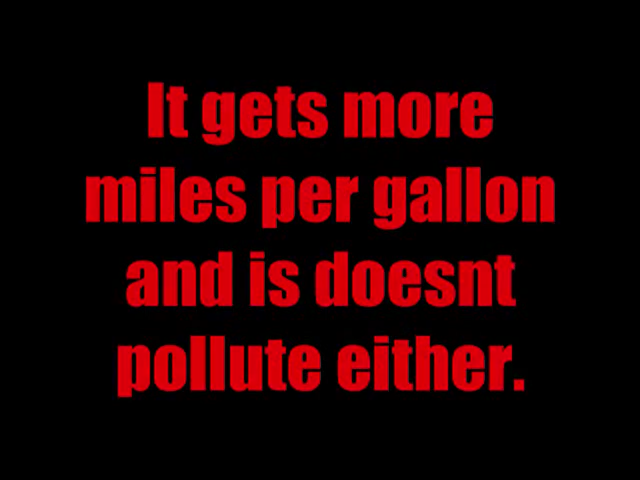 It gets more
miles per gallon
and is doesnt
pollute either.